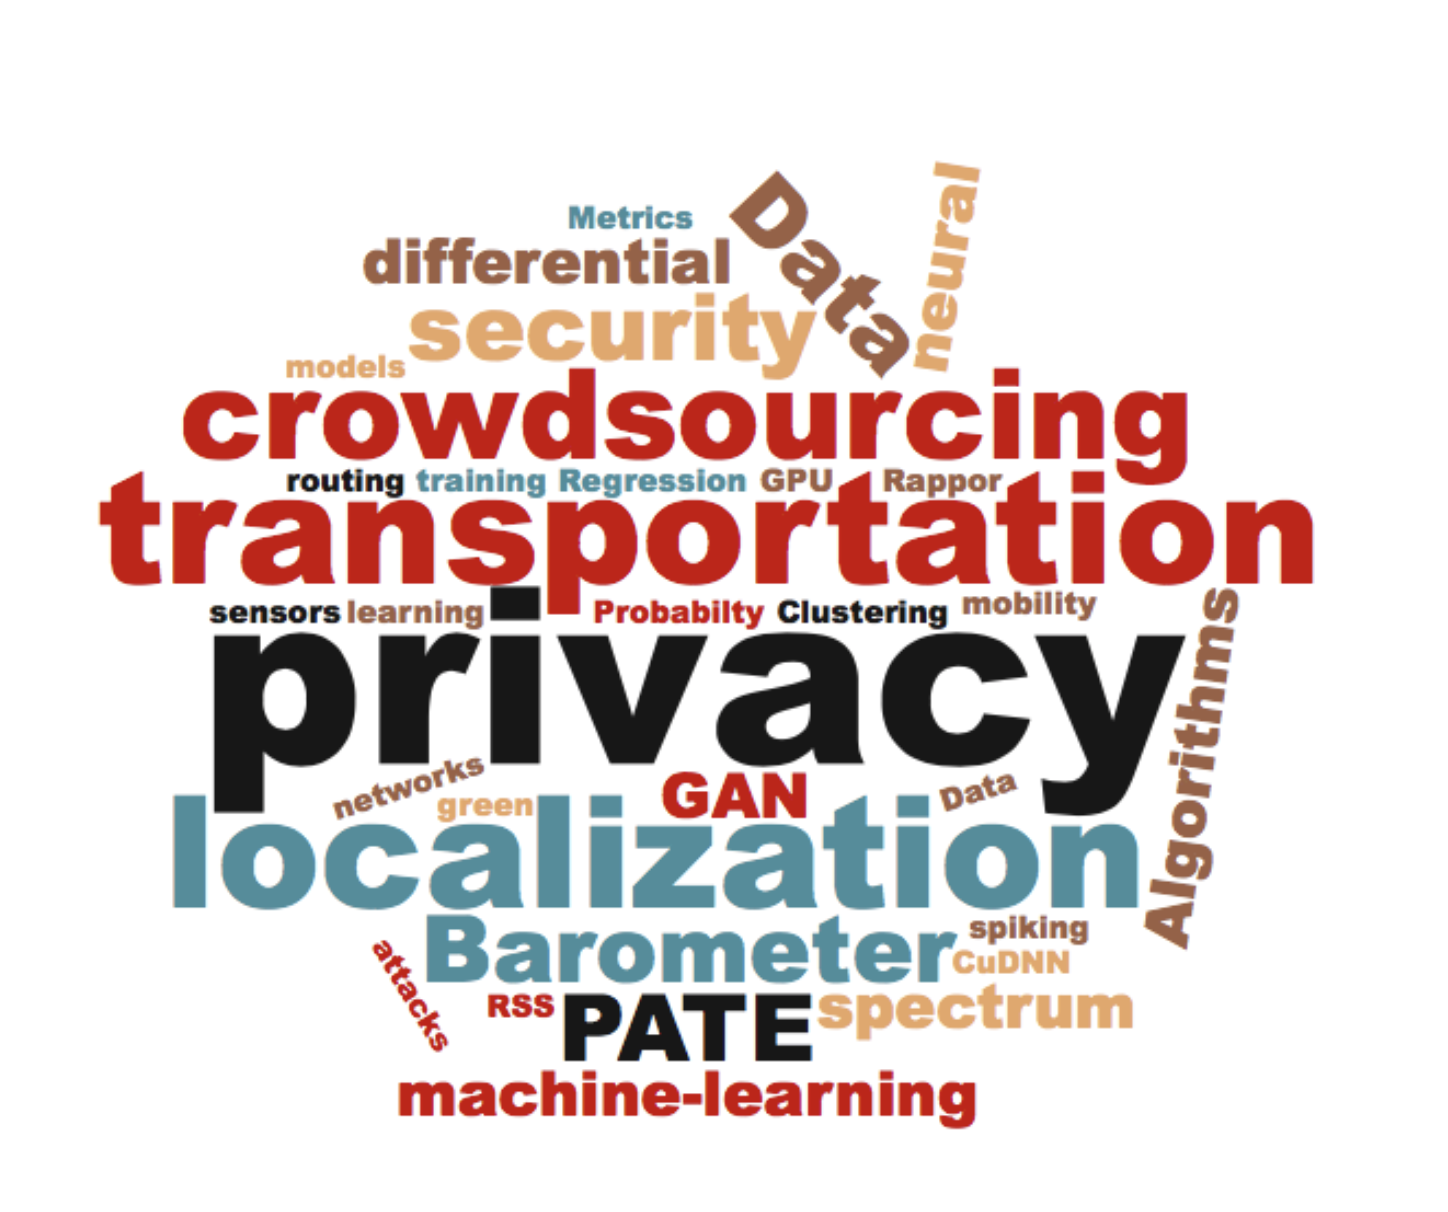 Metrics
Data
neural
differential
security
models
crowdsourcing
routing training Regression GPU Rappor
transportation
sensors learning Probabilty Clustering mobility
privacy
Algorithms
networks green GAN Data
localization
Barometer spiking
CuDNN
attacks
RSS PATE spectrum
machine-learning